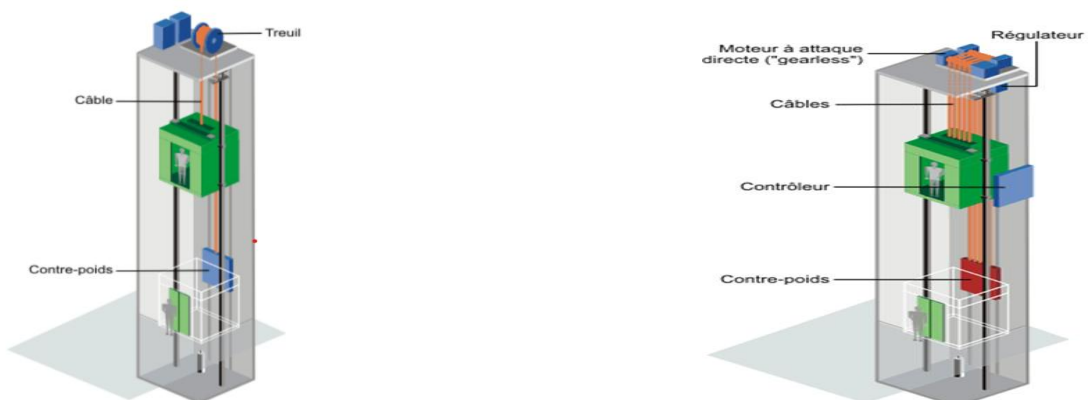 Treuil
Câble
Contre-poids
Régulateur
Moteur à attaque
directe ("gearless")
Câbles
Contrôleur
Contre-poids